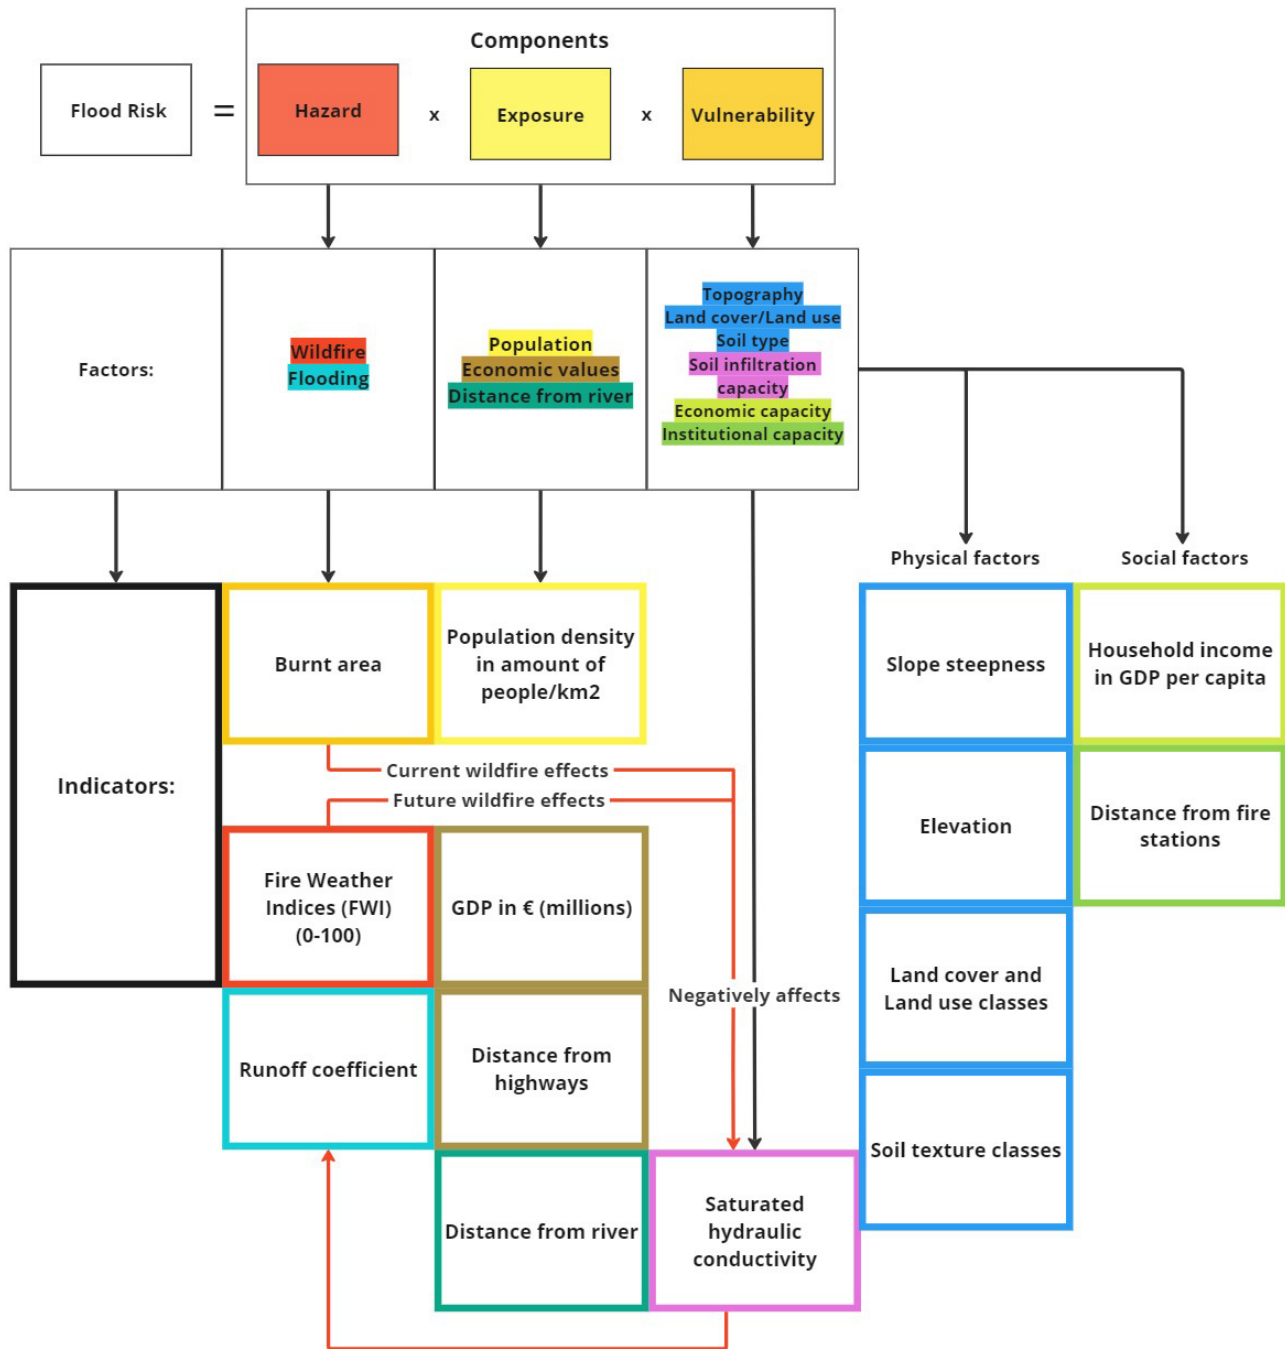 Components
Flood Risk
=
Hazard
x
Exposure
x
Vulnerability
Factors:
Wildfire
Flooding
Population
Economic values
Distance from river
Topography
Land cover/Land use
Soil type
Soil infiltration
capacity
Economic capacity
Institutional capacity
Physical factors
Social factors
Indicators:
Burnt area
Population density
in amount of
people/km2
Slope steepness
Household income
in GDP per capita
Current wildfire effects
Future wildfire effects
Elevation
Distance from fire
stations
Fire Weather
Indices (FWI)
(0-100)
GDP in € (millions)
Negatively affects
Land cover and
Land use classes
Runoff coefficient
Distance from
highways
Soil texture classes
Distance from river
Saturated
hydraulic
conductivity